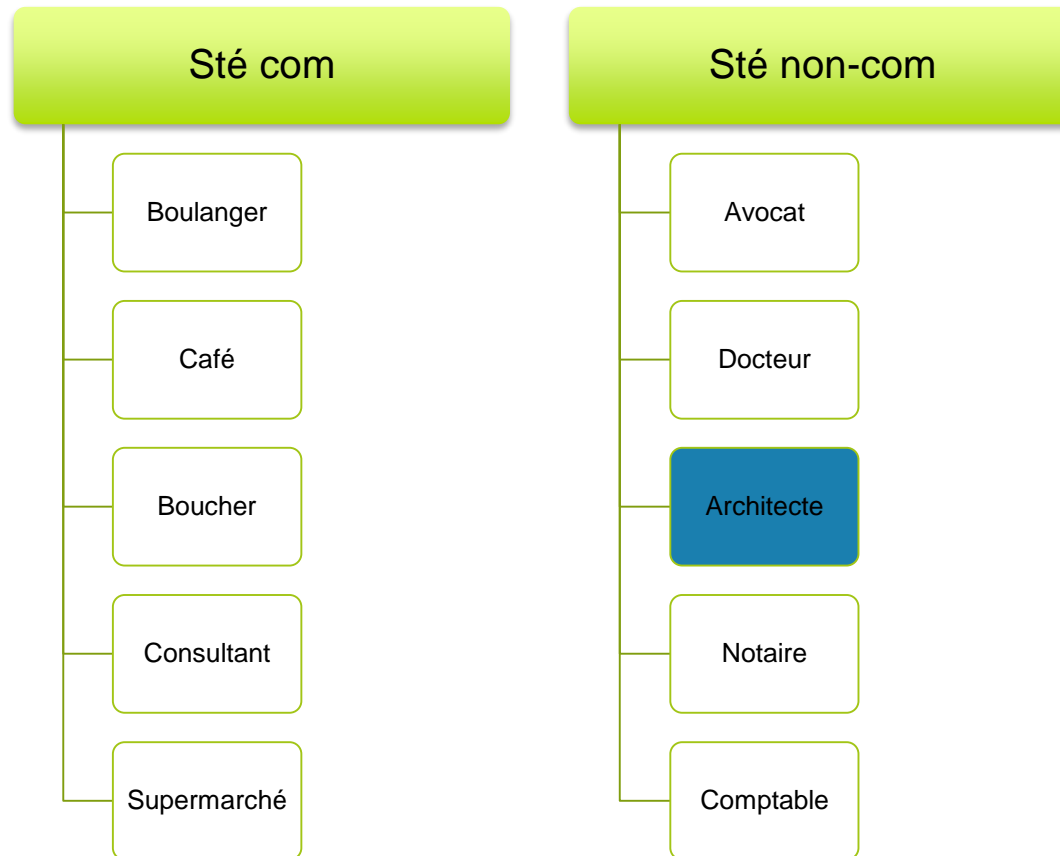 Sté com
Boulanger
Café
Boucher
Consultant
Supermarché
Sté non-com
Avocat
Docteur
Architecte
Notaire
Comptable